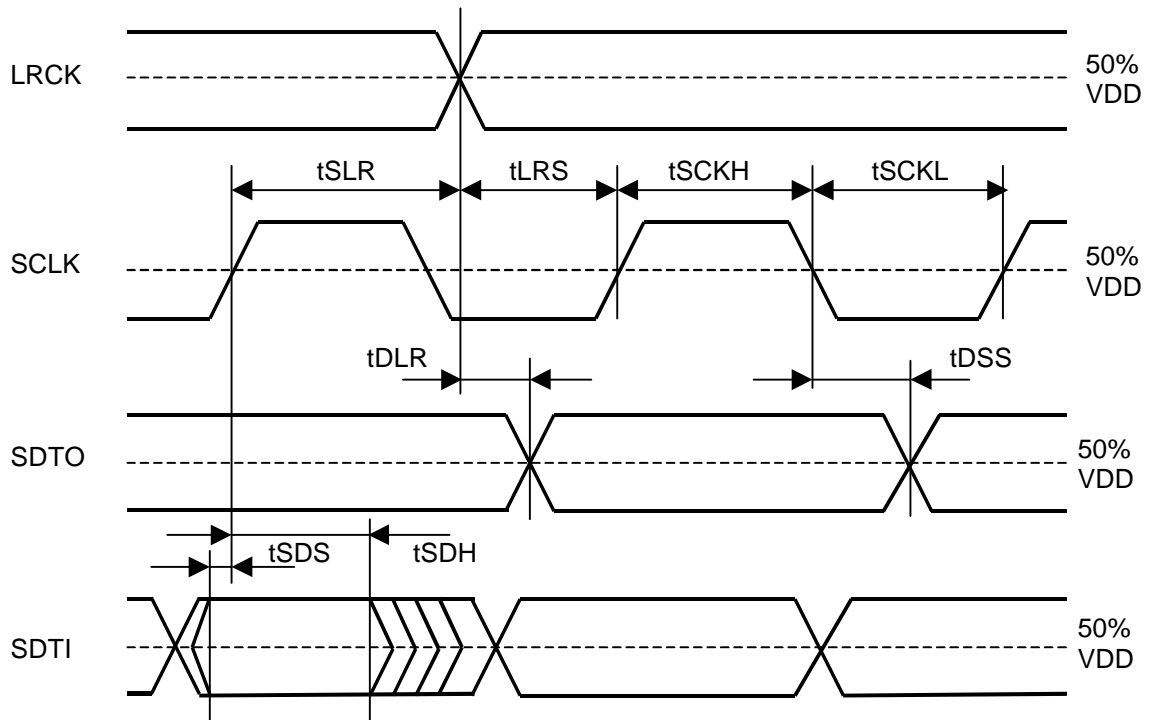 LRCK
50%
VDD
tSLR
tLRS
tSCKH
tSCKL
SCLK
50%
VDD
tDLR
tDSS
SDTO
50%
VDD
tSDS
tSDH
SDTI
50%
VDD